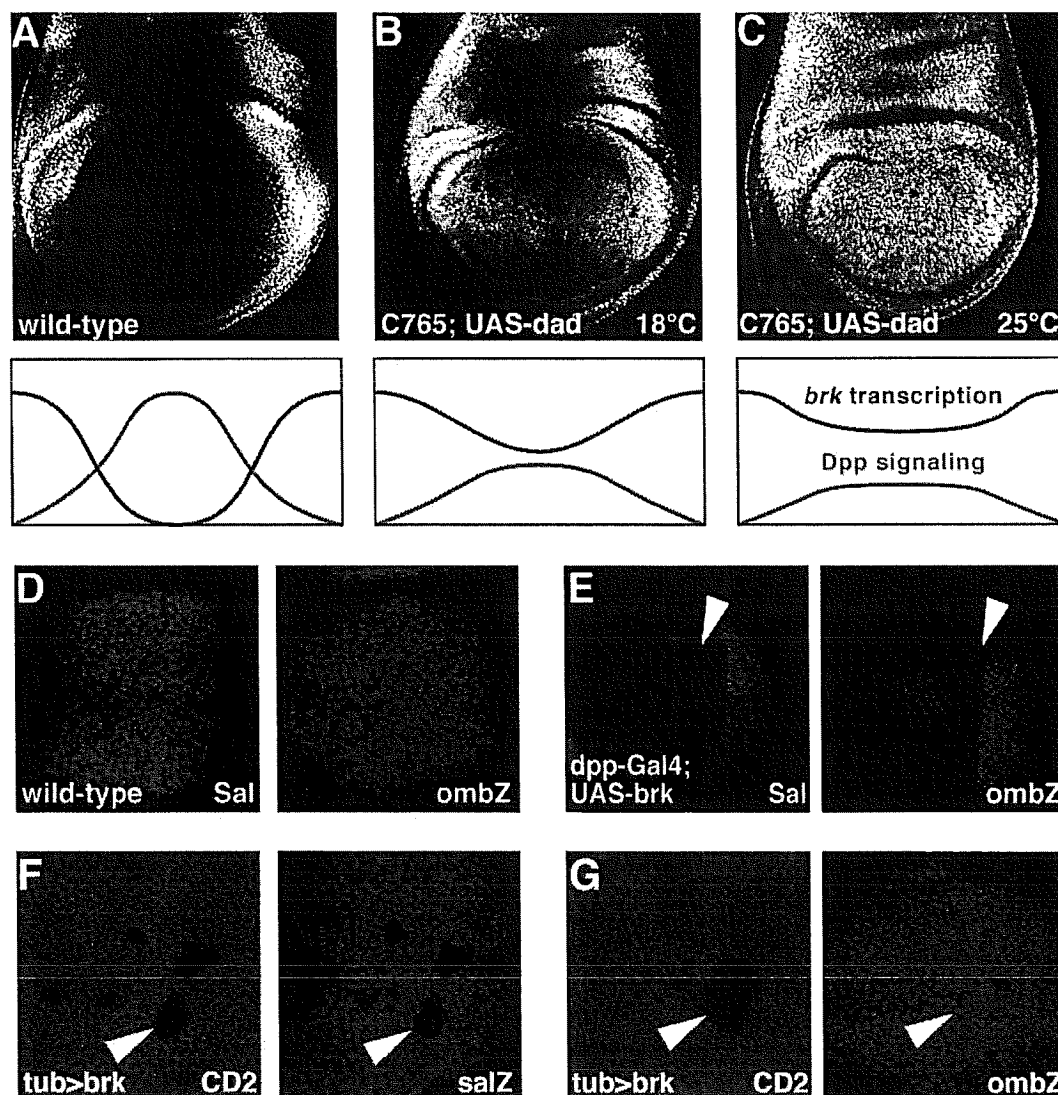 A
wild-type
B
C765; UAS-dad 18°C
C
C765; UAS-dad 25°C
brk transcription
Dpp signaling
D
wild-type Sal
ombZ
E
dpp-Gal4;
UAS-brk Sal
ombZ
F
tub>brk CD2
salZ
G
tub>brk CD2
ombZ